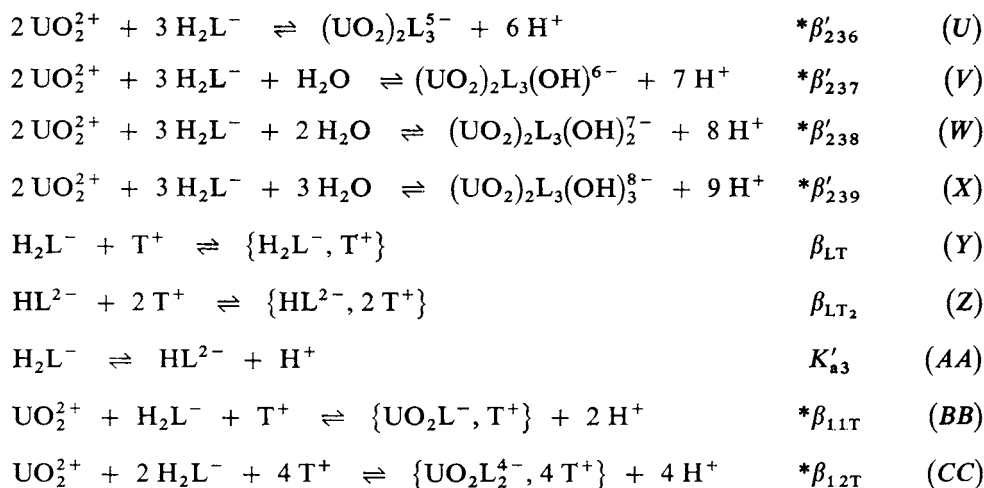 2 UO₂²⁺ + 3 H₂L⁻ ⇌ (UO₂)₂L₃⁵⁻ + 6 H⁺ *β′₂₃₆ (U)
2 UO₂²⁺ + 3 H₂L⁻ + H₂O ⇌ (UO₂)₂L₃(OH)⁶⁻ + 7 H⁺ *β′₂₃₇ (V)
2 UO₂²⁺ + 3 H₂L⁻ + 2 H₂O ⇌ (UO₂)₂L₃(OH)₂⁷⁻ + 8 H⁺ *β′₂₃₈ (W)
2 UO₂²⁺ + 3 H₂L⁻ + 3 H₂O ⇌ (UO₂)₂L₃(OH)₃⁸⁻ + 9 H⁺ *β′₂₃₉ (X)
H₂L⁻ + T⁺ ⇌ {H₂L⁻, T⁺} β_LT (Y)
HL²⁻ + 2 T⁺ ⇌ {HL²⁻, 2 T⁺} β_LT₂ (Z)
H₂L⁻ ⇌ HL²⁻ + H⁺ K′ₐ₃ (AA)
UO₂²⁺ + H₂L⁻ + T⁺ ⇌ {UO₂L⁻, T⁺} + 2 H⁺ *β₁₁T (BB)
UO₂²⁺ + 2 H₂L⁻ + 4 T⁺ ⇌ {UO₂L₂⁴⁻, 4 T⁺} + 4 H⁺ *β₁₂T (CC)